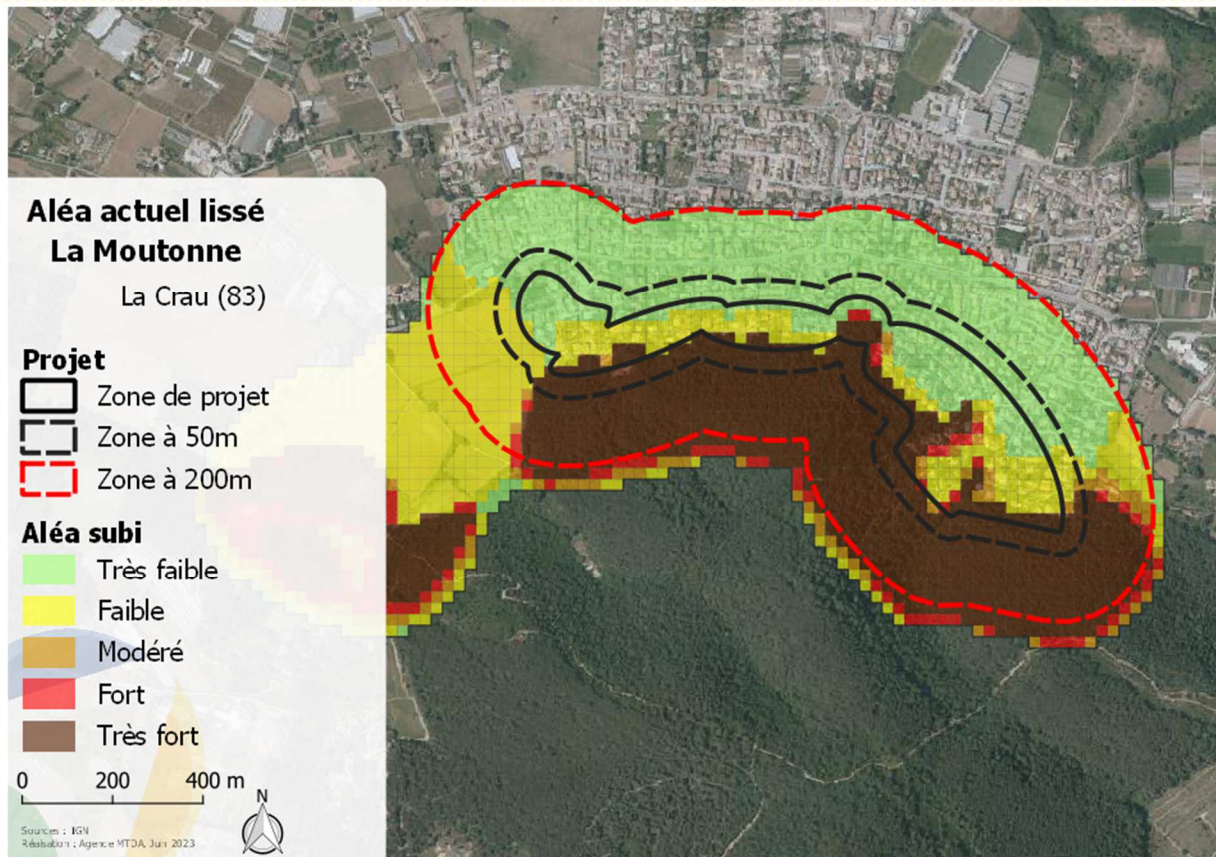 Aléa actuel lissé
La Moutonne
La Crau (83)
Projet
Zone de projet
Zone à 50m
Zone à 200m
Aléa subi
Très faible
Faible
Modéré
Fort
Très fort
0 200 400 m
N
Sources : IGN
Réalisation : Agence MTDA, Juin 2023